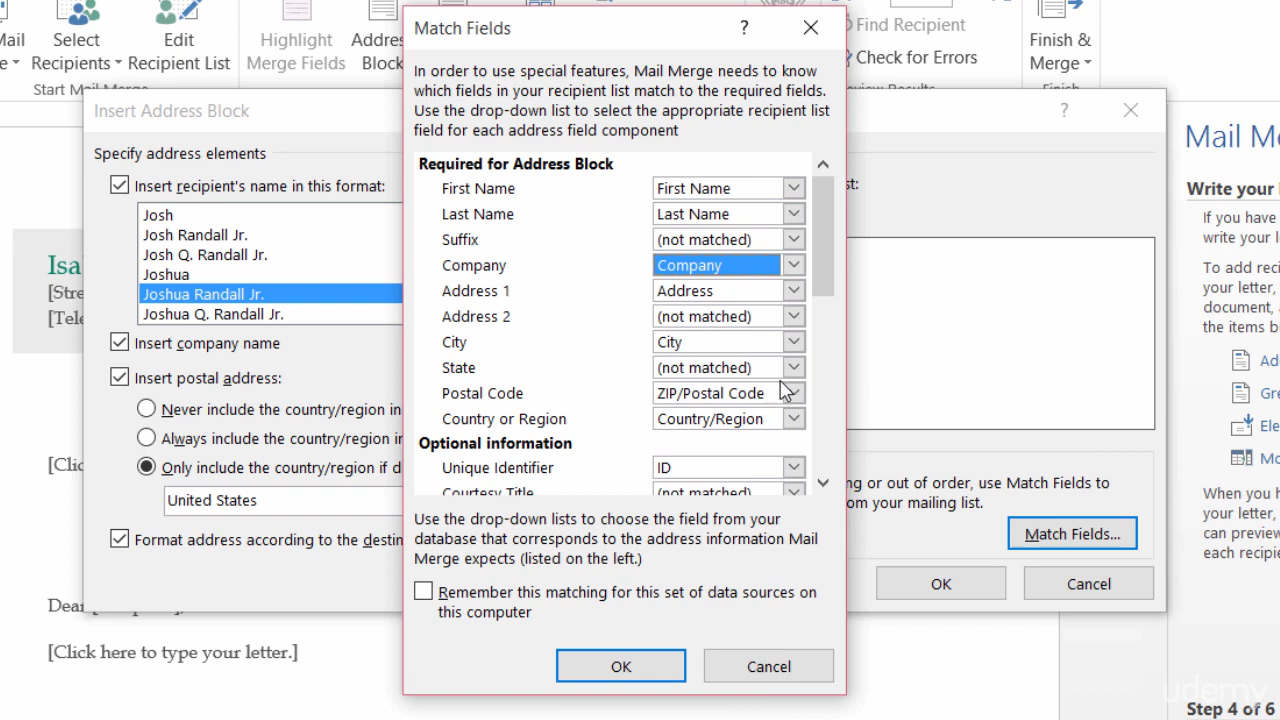 Select
Recipients
Edit
Recipient List
Highlight
Merge Fields
Start Mail Merge
Find Recipient
Check for Errors
Finish &
Merge
Match Fields
?
In order to use special features, Mail Merge needs to know
which fields in your recipient list match to the required fields.
Use the drop-down list to select the appropriate recipient list
field for each address field component
Required for Address Block
First Name First Name
Last Name Last Name
Suffix (not matched)
Company Company
Address 1 Address
Address 2 (not matched)
City City
State (not matched)
Postal Code ZIP/Postal Code
Country or Region Country/Region
Optional information
Unique Identifier ID
Courtesy Title (not matched)
Use the drop-down lists to choose the field from your
database that corresponds to the address information Mail
Merge expects (listed on the left.)
Remember this matching for this set of data sources on
this computer
OK Cancel
Insert Address Block
?
Specify address elements
Insert recipient's name in this format:
Josh
Josh Randall Jr.
Josh Q. Randall Jr.
Joshua
Joshua Randall Jr.
Joshua Q. Randall Jr.
Insert company name
Insert postal address:
Never include the country/region in
Always include the country/region in
Only include the country/region if d
United States
Format address according to the destin
ng or out of order, use Match Fields to
om your mailing list.
Match Fields...
OK Cancel
Isa
[Stre
[Tele
[Clic
Dear
[Click here to type your letter.]
Mail Me
Write your
If you have
write your l
To add reci
your letter,
document,
the items b
Ad
Gre
Ele
Mo
When you h
your letter,
can preview
each recipie
Step 4 of 6
udemy